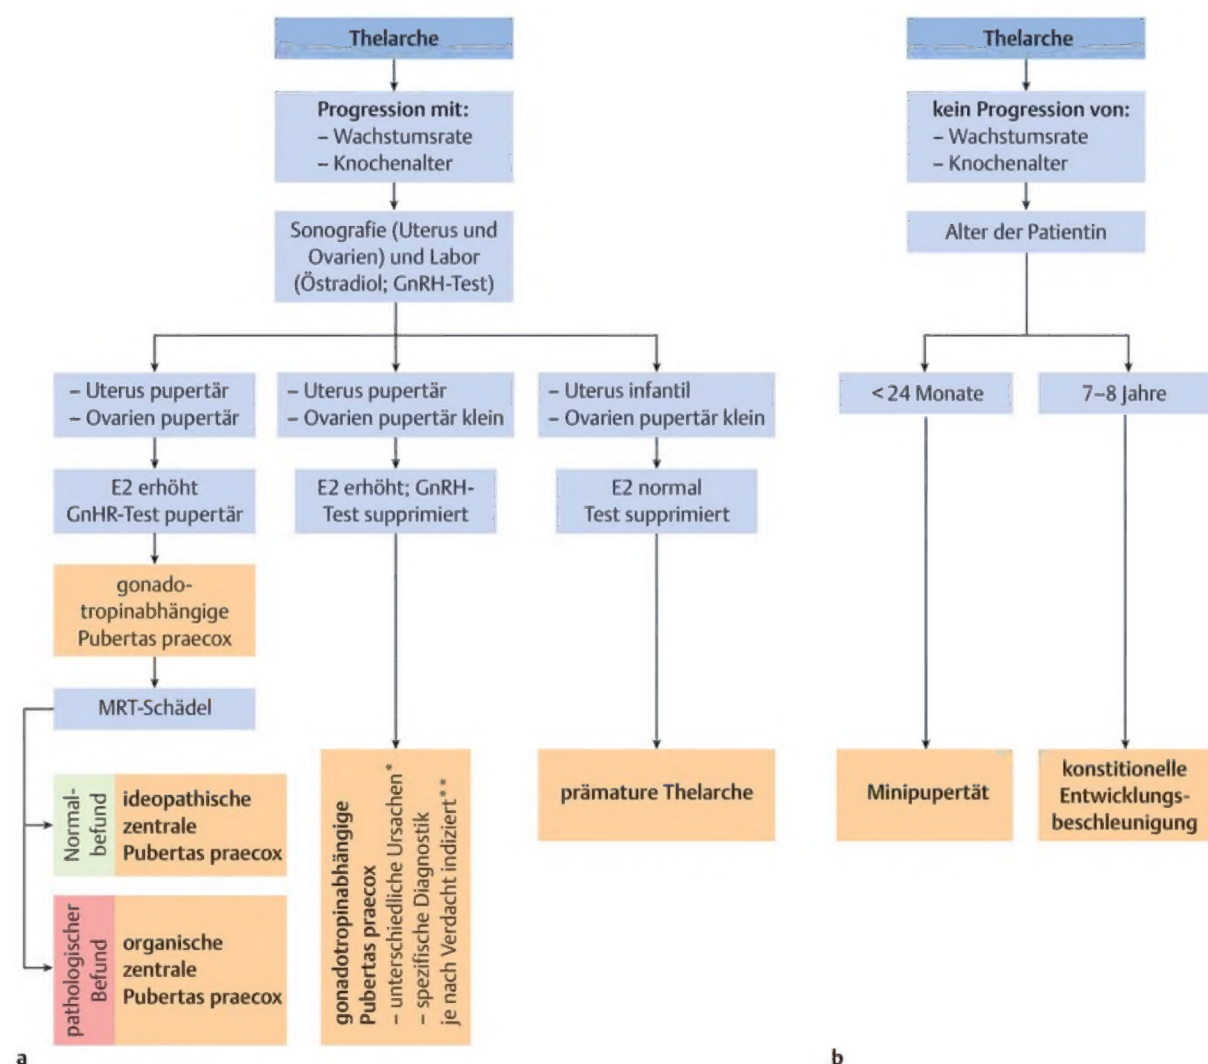 Thelarche
Progression mit:
– Wachstumsrate
– Knochenalter
Sonografie (Uterus und
Ovarien) und Labor
(Östradiol; GnRH-Test)
– Uterus pupertär
– Ovarien pupertär
E2 erhöht
GnHR-Test pupertär
gonado-
tropinabhängige
Pubertas praecox
MRT-Schädel
Normal-
befund
ideopathische
zentrale
Pubertas praecox
pathologischer
Befund
organische
zentrale
Pubertas praecox
– Uterus pupertär
– Ovarien pupertär klein
E2 erhöht; GnRH-
Test supprimiert
gonadotropinabhängige
Pubertas praecox
– unterschiedliche Ursachen*
– spezifische Diagnostik
je nach Verdacht indiziert**
– Uterus infantil
– Ovarien pupertär klein
E2 normal
Test supprimiert
prämature Thelarche
a
Thelarche
kein Progression von:
– Wachstumsrate
– Knochenalter
Alter der Patientin
< 24 Monate
Minipupertät
7–8 Jahre
konstitionelle
Entwicklungs-
beschleunigung
b